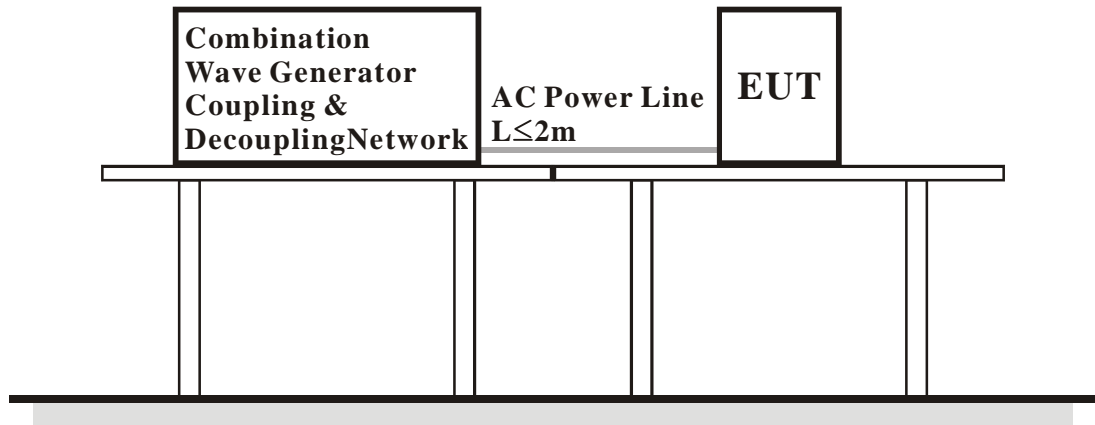 Combination
Wave Generator
Coupling &
DecouplingNetwork
AC Power Line
L≤2m
EUT